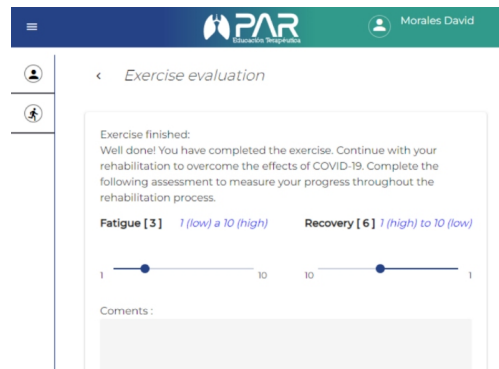 PAR
Educación Terapéutica
Morales David
‹ Exercise evaluation
Exercise finished:
Well done! You have completed the exercise. Continue with your
rehabilitation to overcome the effects of COVID-19. Complete the
following assessment to measure your progress throughout the
rehabilitation process.
Fatigue [ 3 ] 1 (low) a 10 (high) Recovery [ 6 ] 1 (high) to 10 (low)
1 10 10 1
Coments :